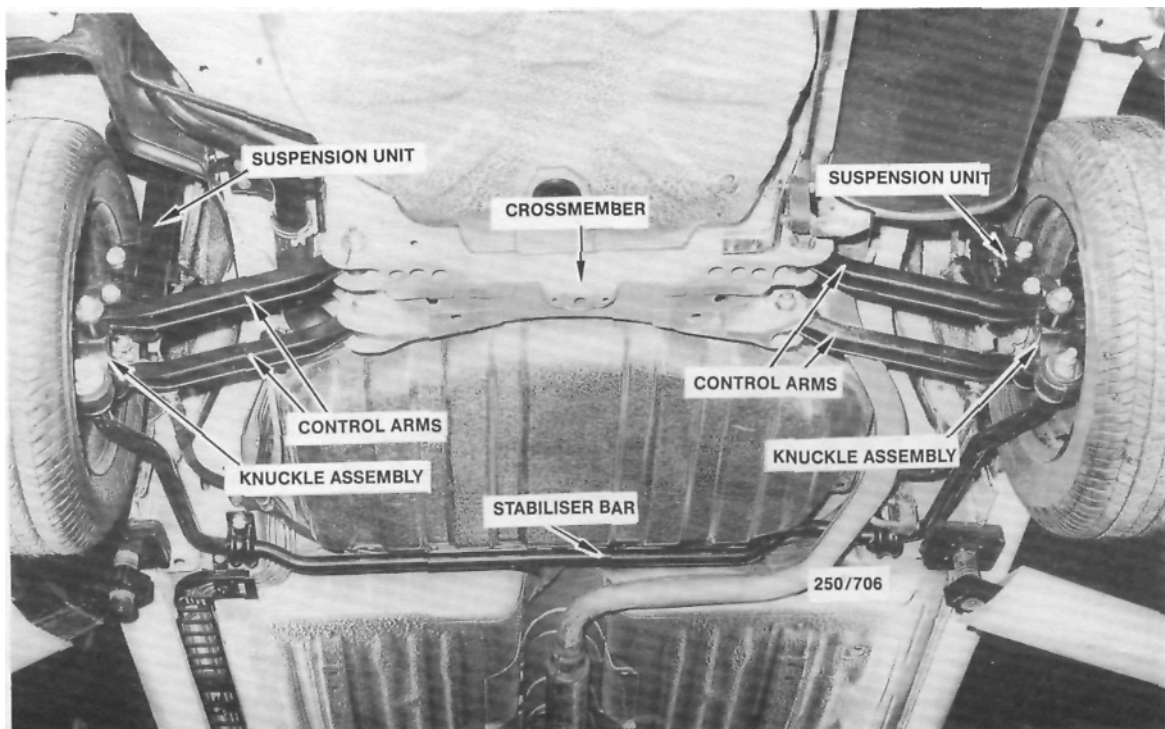 SUSPENSION UNIT
SUSPENSION UNIT
CROSSMEMBER
CONTROL ARMS
CONTROL ARMS
KNUCKLE ASSEMBLY
KNUCKLE ASSEMBLY
STABILISER BAR
250/706